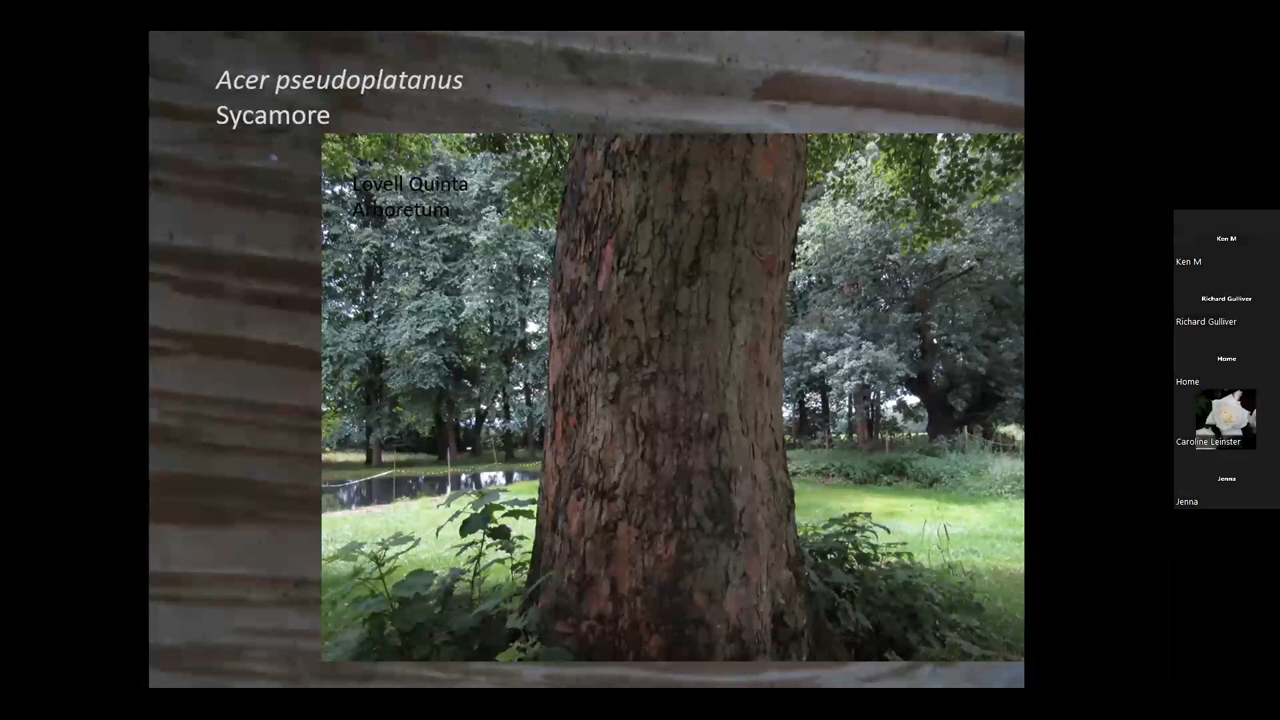 Acer pseudoplatanus
Sycamore
Lovell Quinta
Arboretum
Ken M
Ken M
Richard Gulliver
Richard Gulliver
Home
Home
Caroline Leinster
Jenna
Jenna